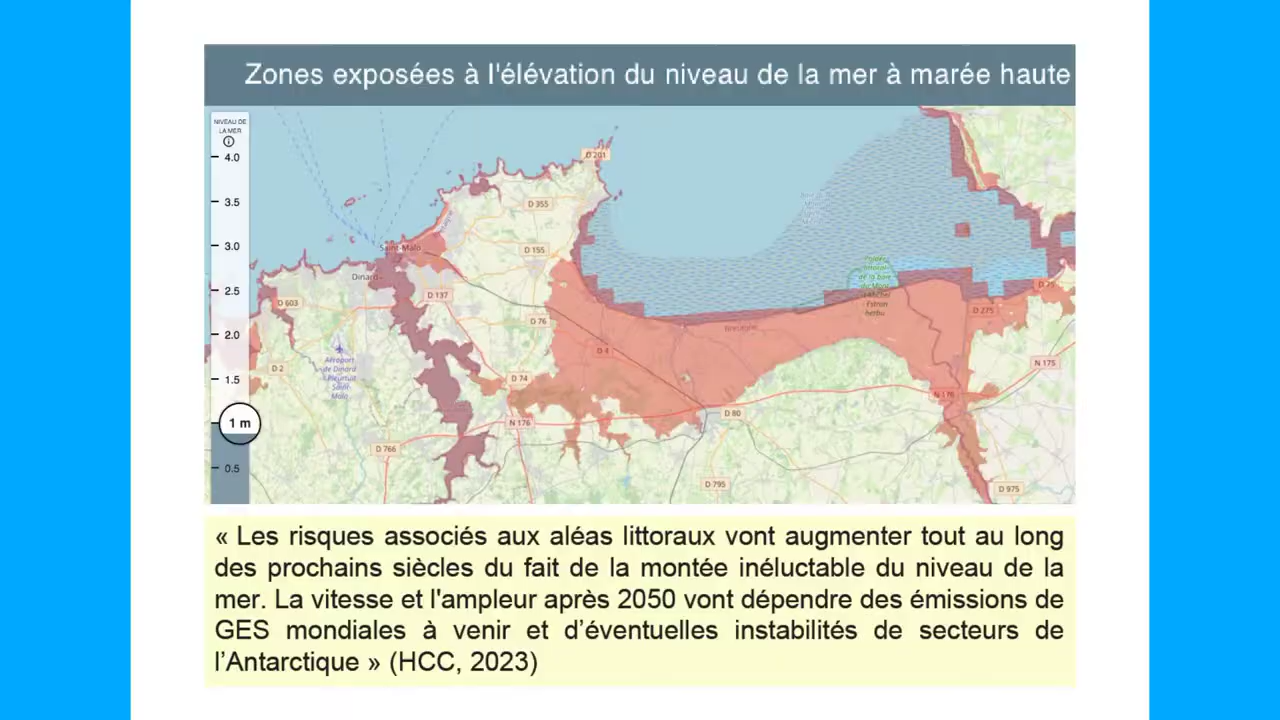 Zones exposées à l'élévation du niveau de la mer à marée haute
NIVEAU DE
LA MER
4.0
3.5
3.0
2.5
2.0
1.5
1 m
0.5
D 201
D 355
Saint-Malo
D 155
Dinard
D 137
D 603
D 76
D 75
D 275
D 4
Aéroport
de Dinard
Pleurtuit
Saint-
Malo
D 2
D 74
N 175
N 176
D 80
N 176
D 766
D 795
D 975
« Les risques associés aux aléas littoraux vont augmenter tout au long
des prochains siècles du fait de la montée inéluctable du niveau de la
mer. La vitesse et l'ampleur après 2050 vont dépendre des émissions de
GES mondiales à venir et d’éventuelles instabilités de secteurs de
l’Antarctique » (HCC, 2023)